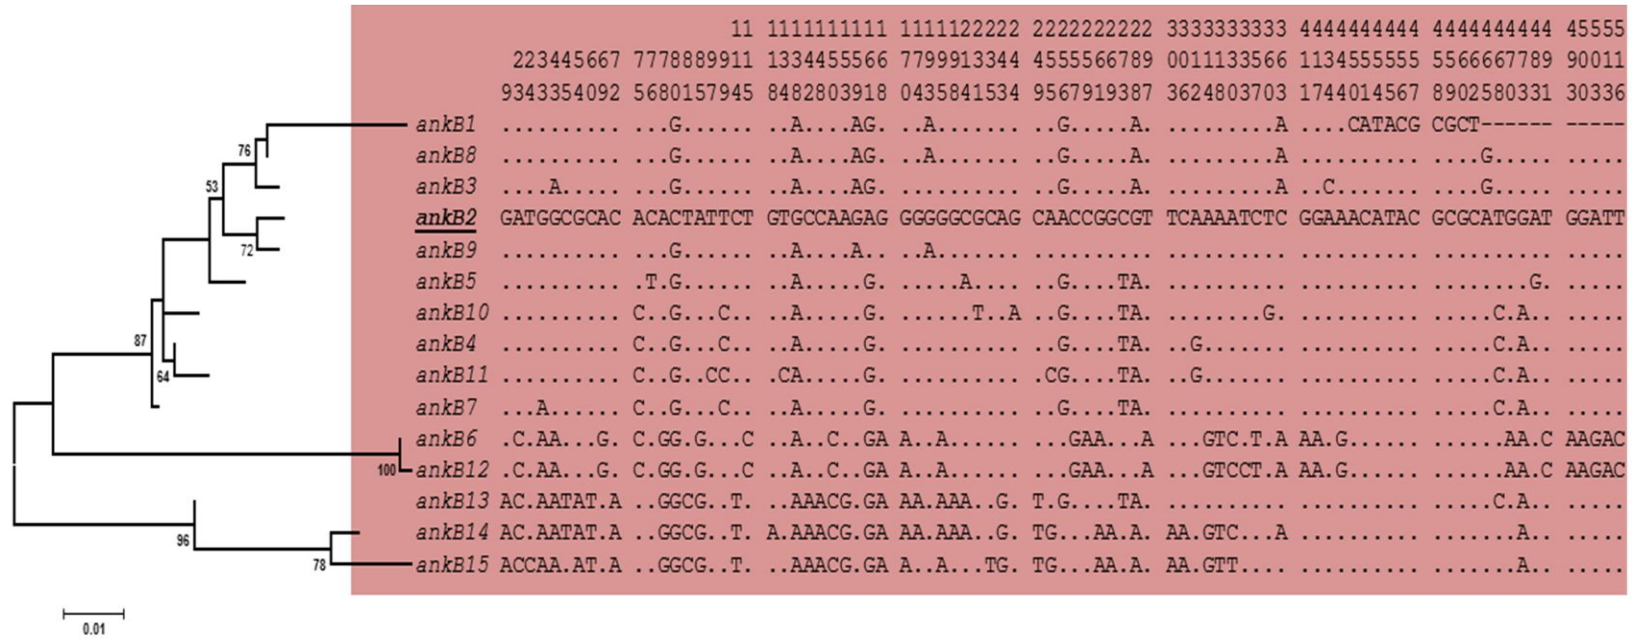 11 1111111111 1111122222 2222222222 3333333333 4444444444 4444444444 45555
223445667 7778889911 1334455566 7799913344 4555566789 0011133566 1134555555 5566667789 90011
9343354092 5680157945 8482803918 0435841534 9567919387 3624803703 1744014567 8902580331 30336
ankB1 .......... ...G...... ..A....AG. ..A....... ..G.....A. .........A ....CATACG CGCT------ -----
76 ankB8 .......... ...G...... ..A....AG. ..A....... ..G.....A. .........A .......... ....G..... .....
53 ankB3 ....A..... ...G...... ..A....AG. .......... ..G.....A. .........A ..C....... ....G..... .....
ankB2 GATGGCGCAC ACACTATTCT GTGCCAAGAG GGGGGCGCAG CAACCGGCGT TCAAAATCTC GGAAACATAC GCGCATGGAT GGATT
72 ankB9 .......... ...G...... ..A....A.. ..A....... .......... .......... .......... .......... .....
ankB5 .......... .T.G...... ..A.....G. .....A.... ..G....TA. .......... .......... ........G. .....
ankB10 .......... C..G...C.. ..A.....G. ......T..A ..G....TA. ........G. .......... .....C.A.. .....
87 ankB4 .......... C..G...C.. ..A.....G. .......... ..G....TA. ..G....... .......... .....C.A.. .....
64 ankB11 .......... C..G..CC.. .CA.....G. .......... .CG....TA. ..G....... .......... .....C.A.. .....
ankB7 ...A...... C..G...C.. ..A.....G. .......... ..G....TA. .......... .......... .....C.A.. .....
ankB6 .C.AA...G. C.GG.G...C ..A..C..GA A..A...... ...GAA...A ...GTC.T.A AA.G...... ......AA.C AAGAC
100 ankB12 .C.AA...G. C.GG.G...C ..A..C..GA A..A...... ...GAA...A ...GTCCT.A AA.G...... ......AA.C AAGAC
ankB13 AC.AATAT.A ..GGCG..T. ..AAACG.GA AA.AAA..G. T.G....TA. .......... .......... .....C.A.. .....
96 ankB14 AC.AATAT.A ..GGCG..T. A.AAACG.GA AA.AAA..G. TG...AA.A. AA.GTC...A .......... .......A.. .....
78 ankB15 ACCAA.AT.A ..GGCG..T. ..AAACG.GA A..A...TG. TG...AA.A. AA.GTT.... .......... .......A.. .....
0.01